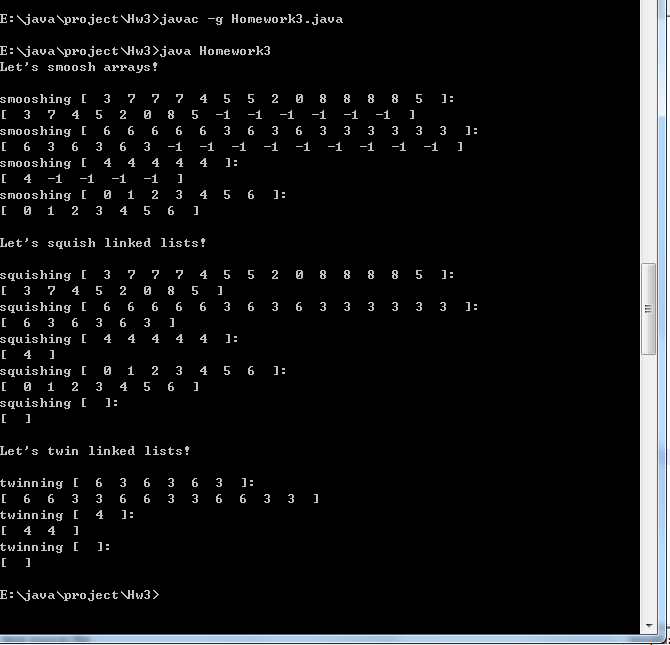 E:\java\project\Hw3>javac -g Homework3.java
E:\java\project\Hw3>java Homework3
Let's smoosh arrays!
smooshing [  3  7  7  7  4  5  5  2  0  8  8  8  8  5  ]:
[  3  7  4  5  2  0  8  5  -1  -1  -1  -1  -1  -1  ]
smooshing [  6  6  6  6  6  3  6  3  6  3  3  3  3  3  3  ]:
[  6  3  6  3  6  3  -1  -1  -1  -1  -1  -1  -1  -1  -1  ]
smooshing [  4  4  4  4  4  ]:
[  4  -1  -1  -1  -1  ]
smooshing [  0  1  2  3  4  5  6  ]:
[  0  1  2  3  4  5  6  ]
Let's squish linked lists!
squishing [  3  7  7  7  4  5  5  2  0  8  8  8  8  5  ]:
[  3  7  4  5  2  0  8  5  ]
squishing [  6  6  6  6  6  3  6  3  6  3  3  3  3  3  3  ]:
[  6  3  6  3  6  3  ]
squishing [  4  4  4  4  4  ]:
[  4  ]
squishing [  0  1  2  3  4  5  6  ]:
[  0  1  2  3  4  5  6  ]
squishing [  ]:
[  ]
Let's twin linked lists!
twinning [  6  3  6  3  6  3  ]:
[  6  6  3  3  6  6  3  3  6  6  3  3  ]
twinning [  4  ]:
[  4  4  ]
twinning [  ]:
[  ]
E:\java\project\Hw3>